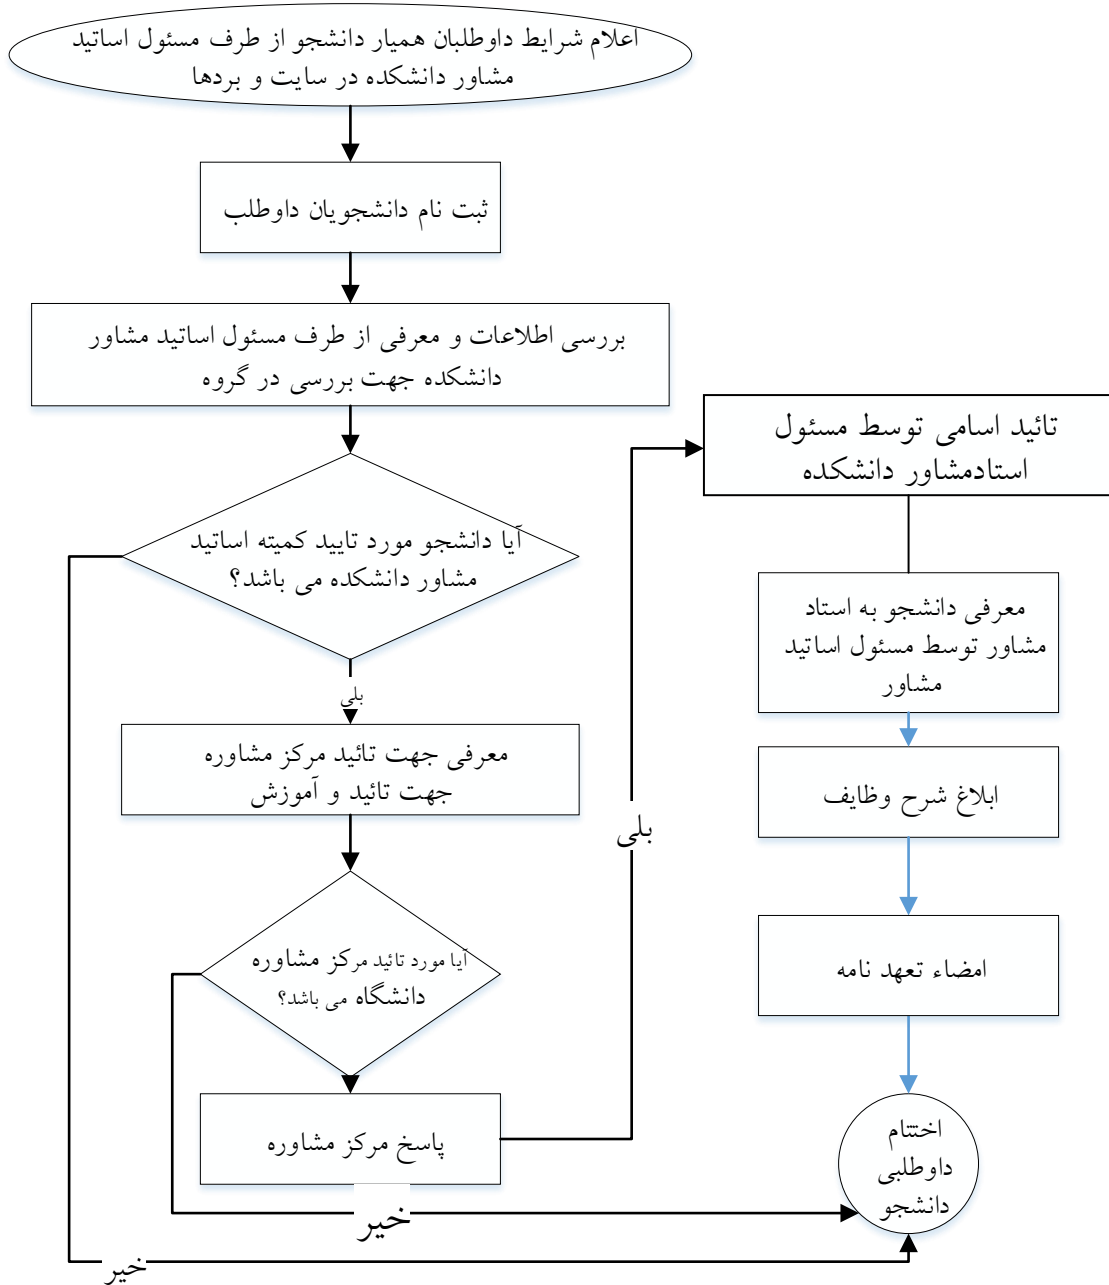 اعلام شرایط داوطلبان همیار دانشجو از طرف مسئول اساتید
مشاور دانشکده در سایت و بردها
ثبت نام دانشجویان داوطلب
بررسی اطلاعات و معرفی از طرف مسئول اساتید مشاور
دانشکده جهت بررسی در گروه
آیا دانشجو مورد تایید کمیته اساتید
مشاور دانشکده می باشد؟
بلی
معرفی جهت تائید مرکز مشاوره
جهت تائید و آموزش
آیا مورد تائید مرکز مشاوره
دانشگاه می باشد؟
پاسخ مرکز مشاوره
بلی
تائید اسامی توسط مسئول
استادمشاور دانشکده
معرفی دانشجو به استاد
مشاور توسط مسئول اساتید
مشاور
ابلاغ شرح وظایف
امضاء تعهد نامه
اختتام
داوطلبی
دانشجو
خیر
خیر